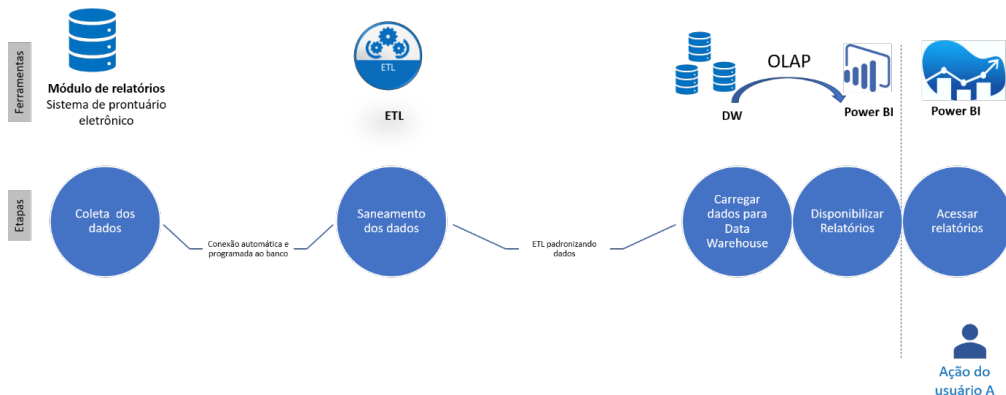 Ferramentas
Módulo de relatórios
Sistema de prontuário
eletrônico
ETL
ETL
OLAP
DW
Power BI
Power BI
Etapas
Coleta dos
dados
Conexão automática e
programada ao banco
Saneamento
dos dados
ETL padronizando
dados
Carregar
dados para
Data
Warehouse
Disponibilizar
Relatórios
Acessar
relatórios
Ação do
usuário A